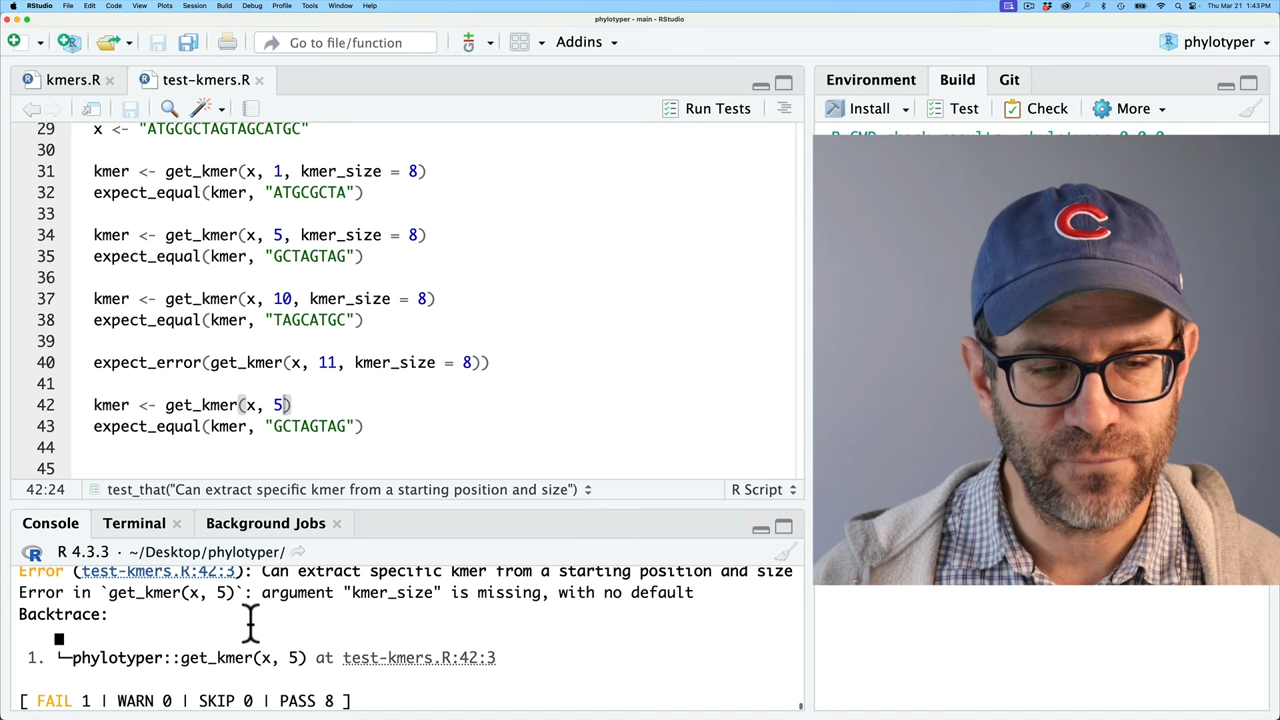 RStudio File Edit Code View Plots Session Build Debug Profile Tools Window Help Thu Mar 21 1:43PM
phylotyper - main - RStudio
Go to file/function Addins phylotyper
kmers.R test-kmers.R Environment Build Git
Run Tests Install Test Check More
29 x <- "ATGCGCTAGTAGCATGC"
30
31 kmer <- get_kmer(x, 1, kmer_size = 8)
32 expect_equal(kmer, "ATGCGCTA")
33
34 kmer <- get_kmer(x, 5, kmer_size = 8)
35 expect_equal(kmer, "GCTAGTAG")
36
37 kmer <- get_kmer(x, 10, kmer_size = 8)
38 expect_equal(kmer, "TAGCATGC")
39
40 expect_error(get_kmer(x, 11, kmer_size = 8))
41
42 kmer <- get_kmer(x, 5)
43 expect_equal(kmer, "GCTAGTAG")
44
45
42:24 test_that("Can extract specific kmer from a starting position and size") R Script
Console Terminal Background Jobs
R 4.3.3 · ~/Desktop/phylotyper/
Error (test-kmers.R:42:3): Can extract specific kmer from a starting position and size
Error in `get_kmer(x, 5)`: argument "kmer_size" is missing, with no default
Backtrace:
1. └─phylotyper::get_kmer(x, 5) at test-kmers.R:42:3
[ FAIL 1 | WARN 0 | SKIP 0 | PASS 8 ]
C